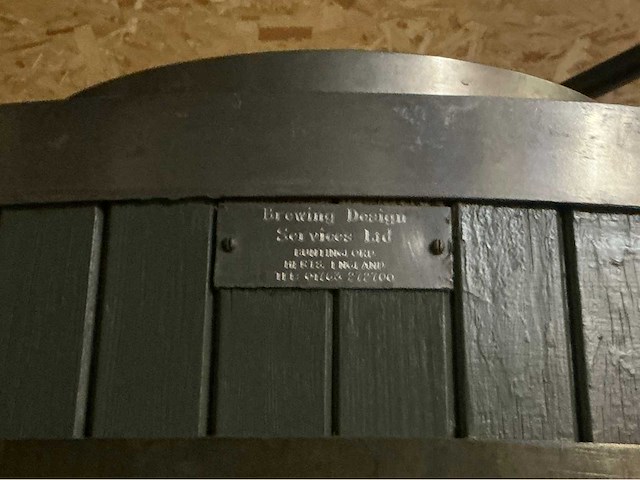 Brewing Design
Services Ltd
BUNTINGFORD
HERTS. ENGLAND
TEL: 01763 272700